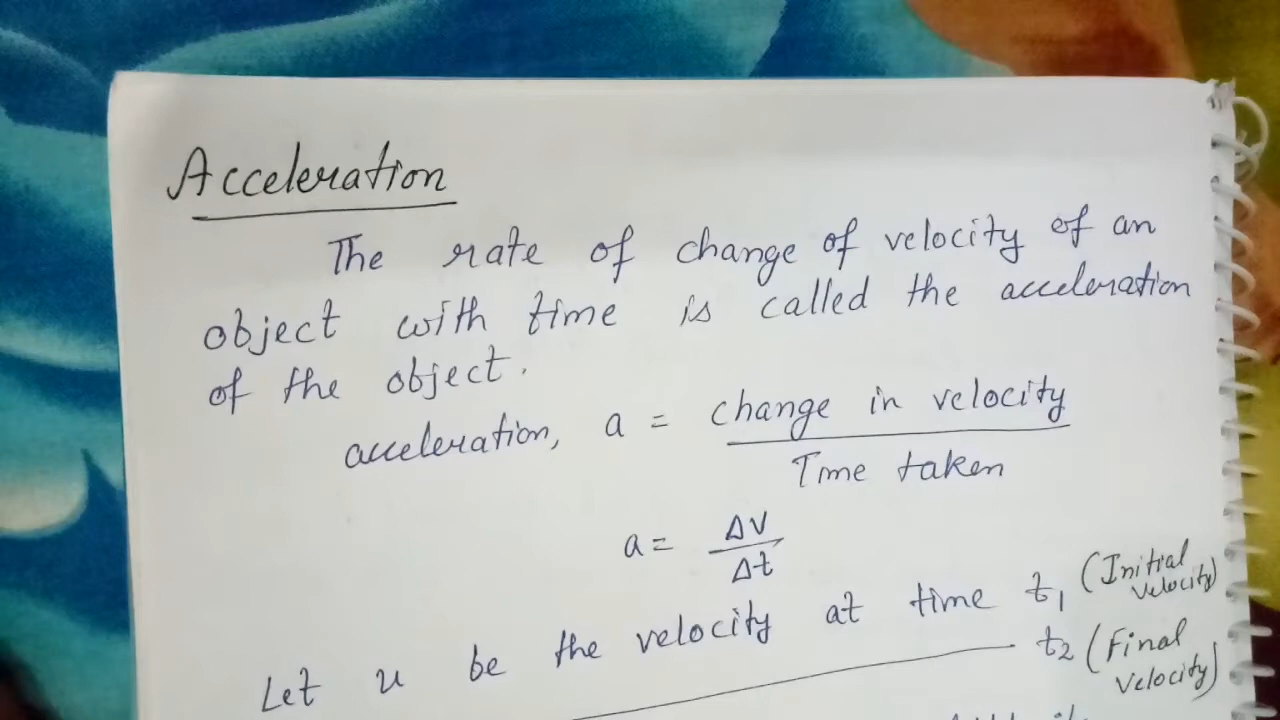 Acceleration
The rate of change of velocity of an
object with time is called the acceleration
of the object.
acceleration, a = change in velocity
Time taken
a = ΔV
Δt
Let u be the velocity at time t1 (Initial
Velocity)
t2 (Final
Velocity)